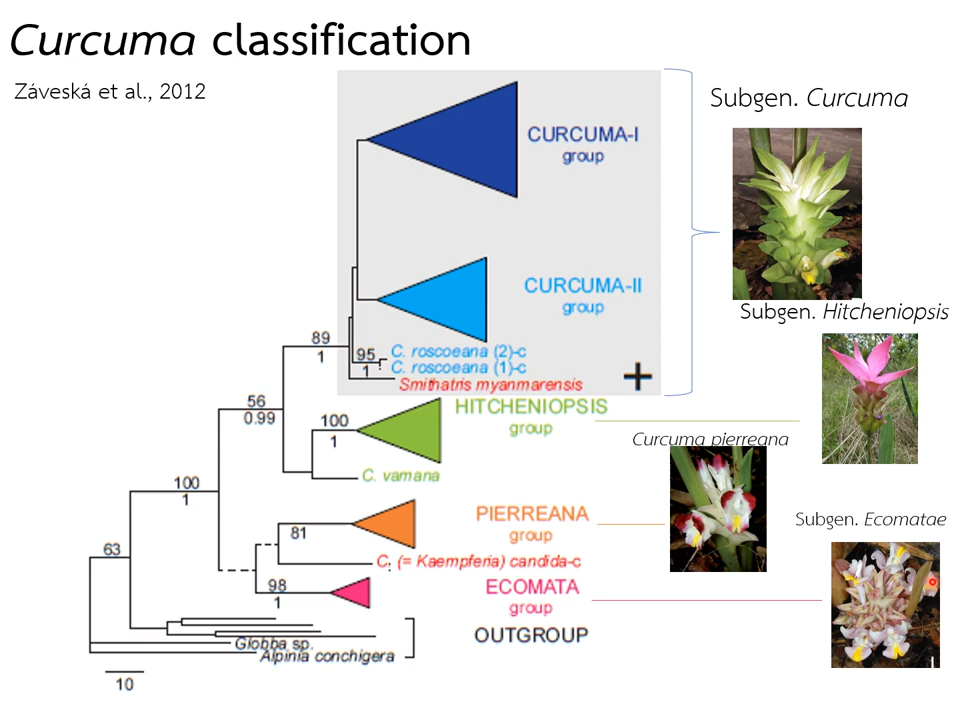 Curcuma classification
Záveská et al., 2012
Subgen. Curcuma
CURCUMA-I
group
CURCUMA-II
group
Subgen. Hitcheniopsis
89
1
95
1
C. roscoeana (2)-c
C. roscoeana (1)-c
Smithatris myanmarensis
+
56
0.99
HITCHENIOPSIS
group
100
1
Curcuma pierreana
C. vamana
100
1
PIERREANA
group
Subgen. Ecomatae
81
63
C. (= Kaempferia) candida-c
98
1
ECOMATA
group
OUTGROUP
Globba sp.
Alpinia conchigera
10